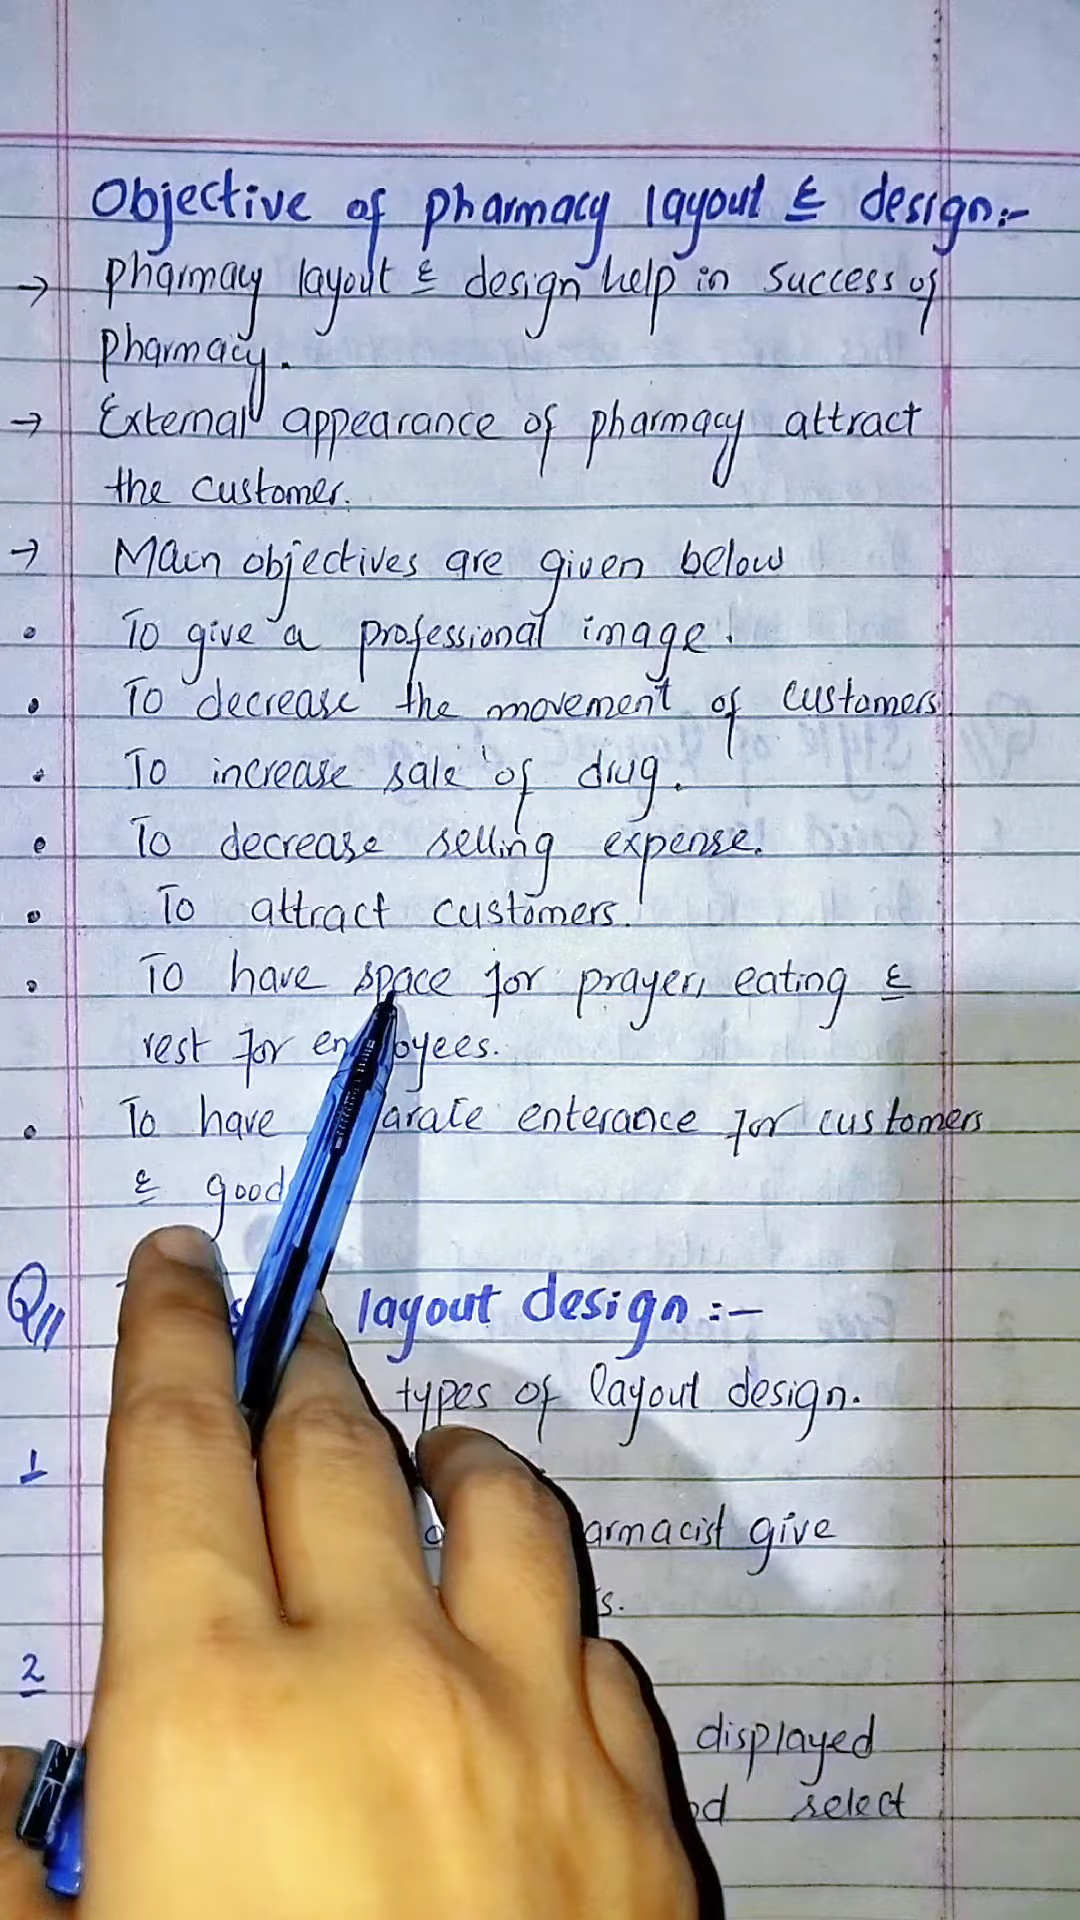 Objective of pharmacy layout & design:-
→ Pharmacy layout & design help in success of
pharmacy.
→ External appearance of pharmacy attract
the customer.
→ Main objectives are given below
• To give a professional image.
• To decrease the movement of customers
• To increase sale of drug.
• To decrease selling expense.
• To attract customers.
• To have space for prayer, eating &
rest for
• To have enterance for customers
& good
Q11 layout design:-
types of layout design.
1
give
2
displayed
select